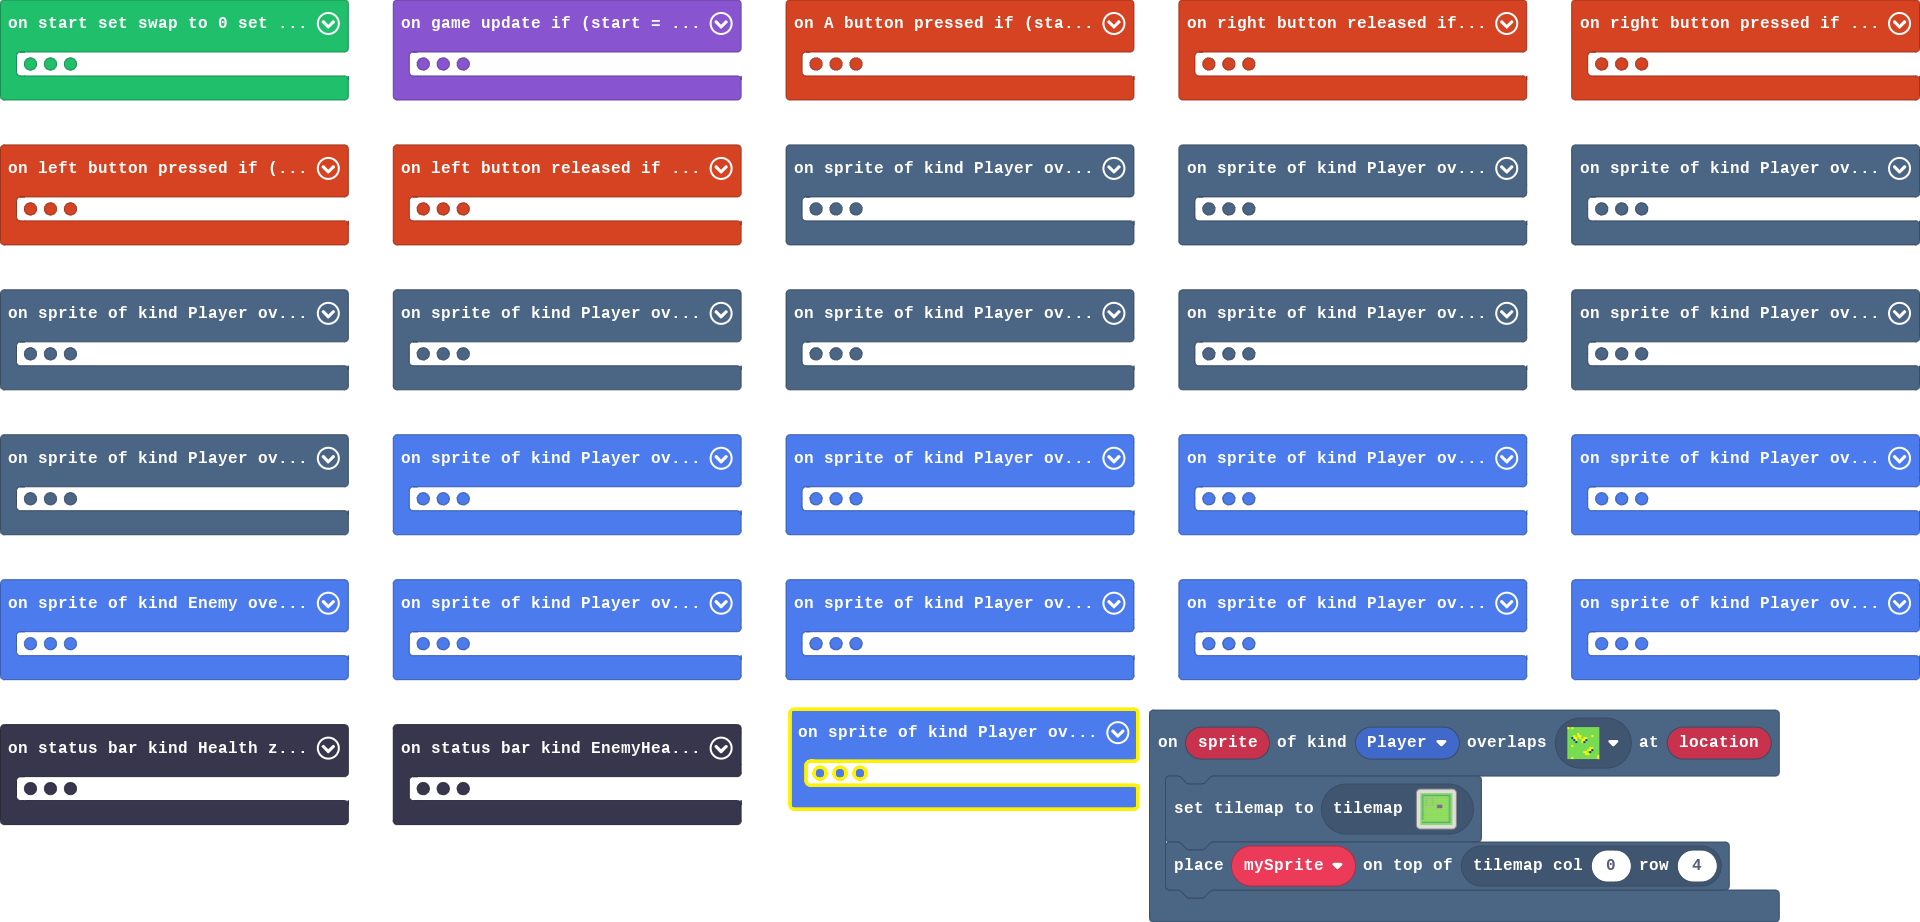 on start set swap to 0 set ...
on game update if (start = ...
on A button pressed if (sta...
on right button released if...
on right button pressed if ...
on left button pressed if (...
on left button released if ...
on sprite of kind Player ov...
on sprite of kind Player ov...
on sprite of kind Player ov...
on sprite of kind Player ov...
on sprite of kind Player ov...
on sprite of kind Player ov...
on sprite of kind Player ov...
on sprite of kind Player ov...
on sprite of kind Player ov...
on sprite of kind Player ov...
on sprite of kind Player ov...
on sprite of kind Player ov...
on sprite of kind Player ov...
on sprite of kind Enemy ove...
on sprite of kind Player ov...
on sprite of kind Player ov...
on sprite of kind Player ov...
on sprite of kind Player ov...
on status bar kind Health z...
on status bar kind EnemyHea...
on sprite of kind Player ov...
on sprite of kind Player overlaps at location
set tilemap to tilemap
place mySprite on top of tilemap col 0 row 4